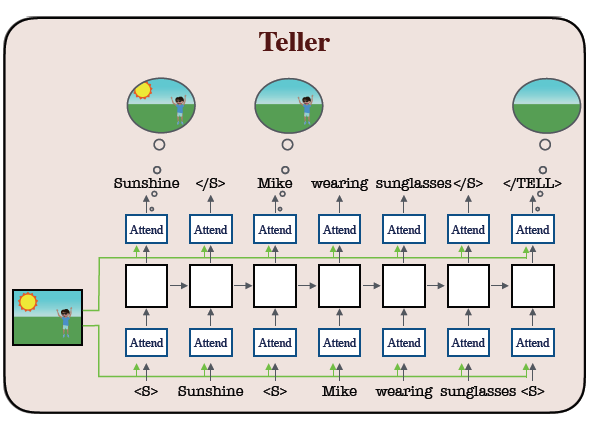 Teller
Sunshine </S> Mike wearing sunglasses </S> </TELL>
Attend Attend Attend Attend Attend Attend Attend
Attend Attend Attend Attend Attend Attend Attend
<S> Sunshine <S> Mike wearing sunglasses <S>